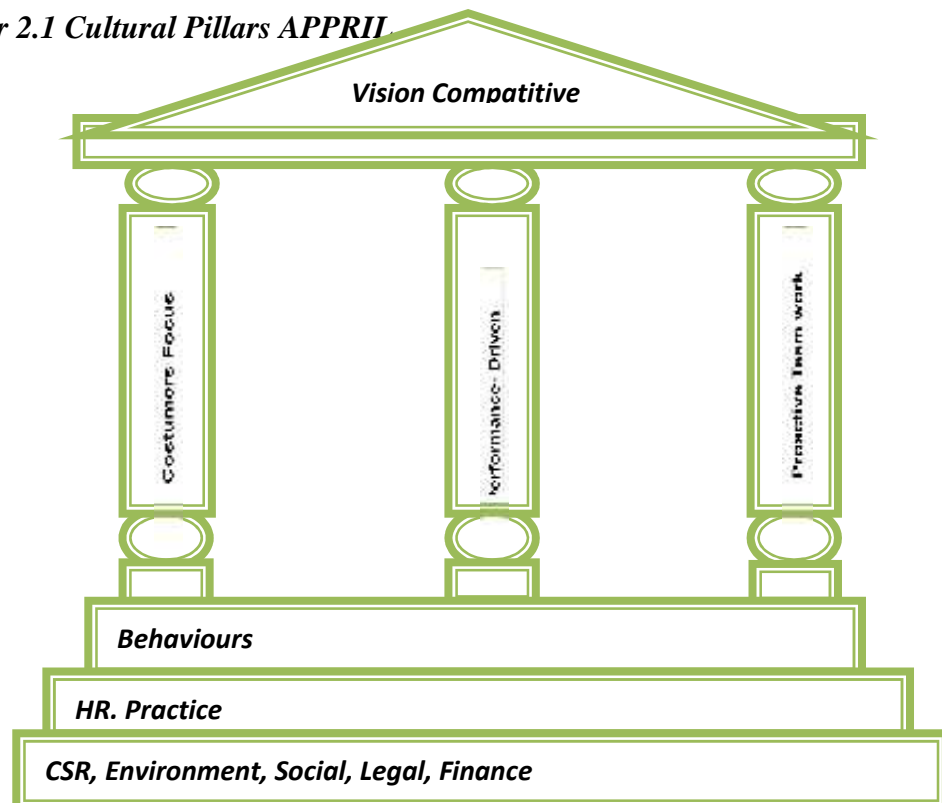 r 2.1 Cultural Pillars APPRIL
Vision Compatitive
Costumore Focus
erformance- Driven
Proactive Team work
Behaviours
HR. Practice
CSR, Environment, Social, Legal, Finance